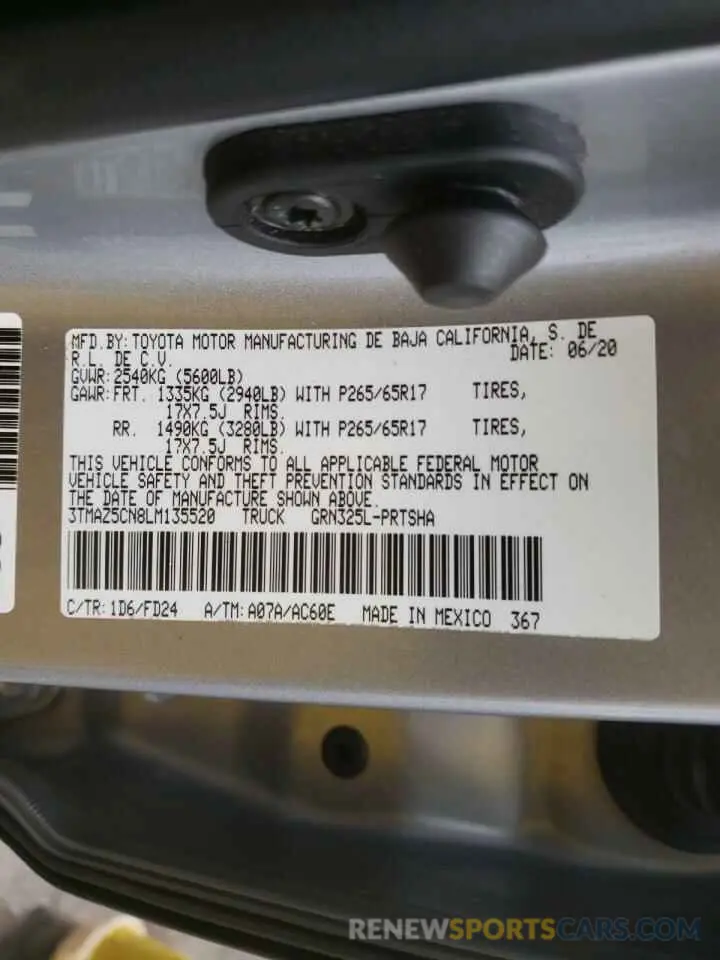 MFD.BY:TOYOTA MOTOR MANUFACTURING DE BAJA CALIFORNIA, S. DE
R.L. DE C.V. DATE: 06/20
GVWR:2540KG (5600LB)
GAWR:FRT. 1335KG (2940LB) WITH P265/65R17 TIRES,
17X7.5J RIMS.
RR. 1490KG (3280LB) WITH P265/65R17 TIRES,
17X7.5J RIMS.
THIS VEHICLE CONFORMS TO ALL APPLICABLE FEDERAL MOTOR
VEHICLE SAFETY AND THEFT PREVENTION STANDARDS IN EFFECT ON
THE DATE OF MANUFACTURE SHOWN ABOVE.
3TMAZ5CN8LM135520 TRUCK GRN325L-PRTSHA
C/TR:1D6/FD24 A/TM:A07A/AC60E MADE IN MEXICO 367
RENEWSPORTSCARS.COM